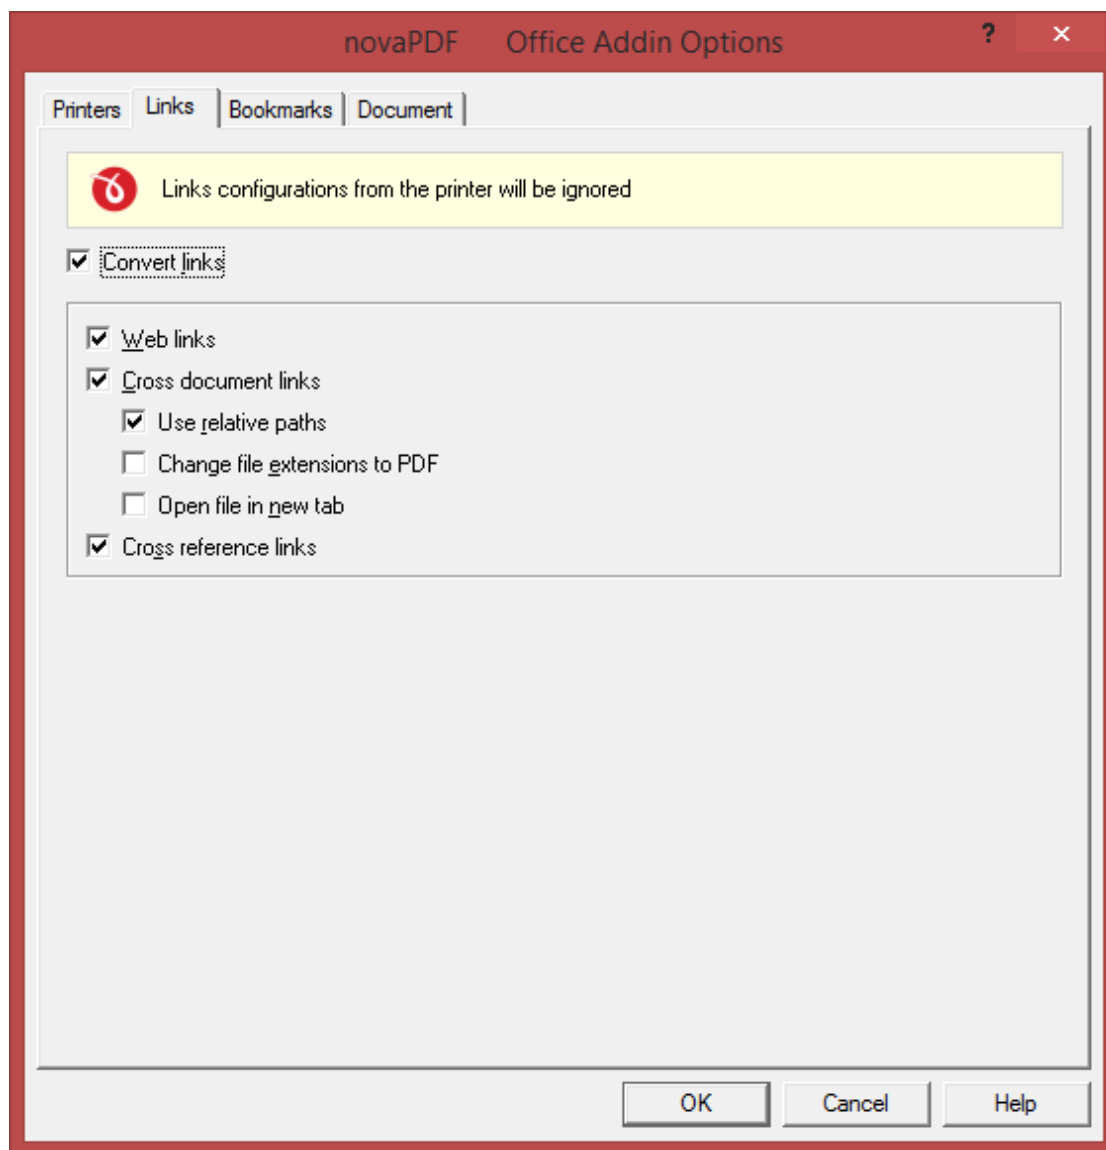 novaPDF Office Addin Options ?
Printers Links Bookmarks Document
Links configurations from the printer will be ignored
Convert links
Web links
Cross document links
Use relative paths
Change file extensions to PDF
Open file in new tab
Cross reference links
OK Cancel Help